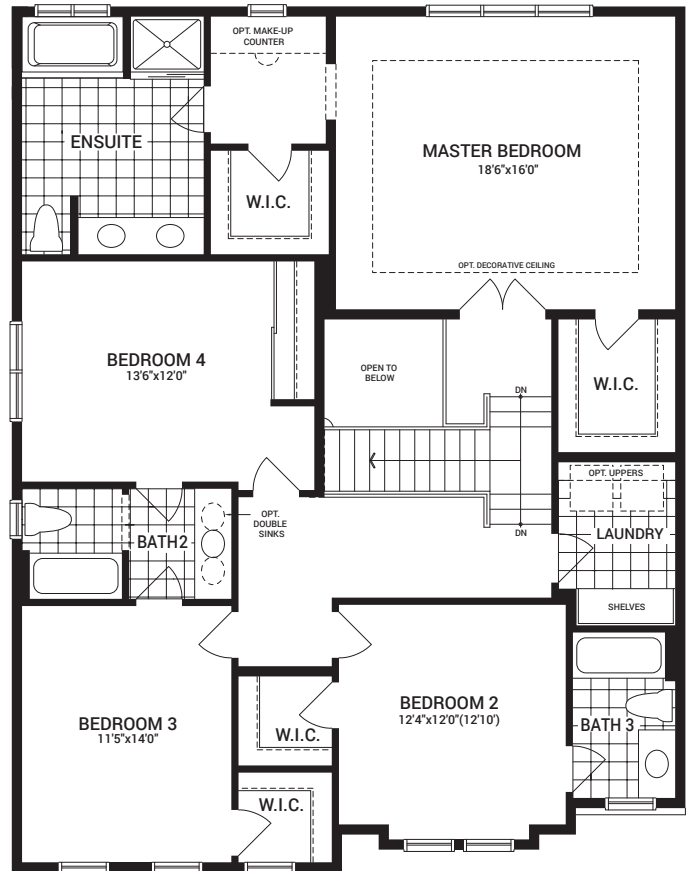 OPT. MAKE-UP
COUNTER
ENSUITE
W.I.C.
MASTER BEDROOM
18'6"x16'0"
OPT. DECORATIVE CEILING
BEDROOM 4
13'6"x12'0"
OPEN TO
BELOW
DN
W.I.C.
OPT. UPPERS
LAUNDRY
SHELVES
DN
BATH2
OPT.
DOUBLE
SINKS
BEDROOM 3
11'5"x14'0"
W.I.C.
W.I.C.
BEDROOM 2
12'4"x12'0"(12'10')
BATH 3